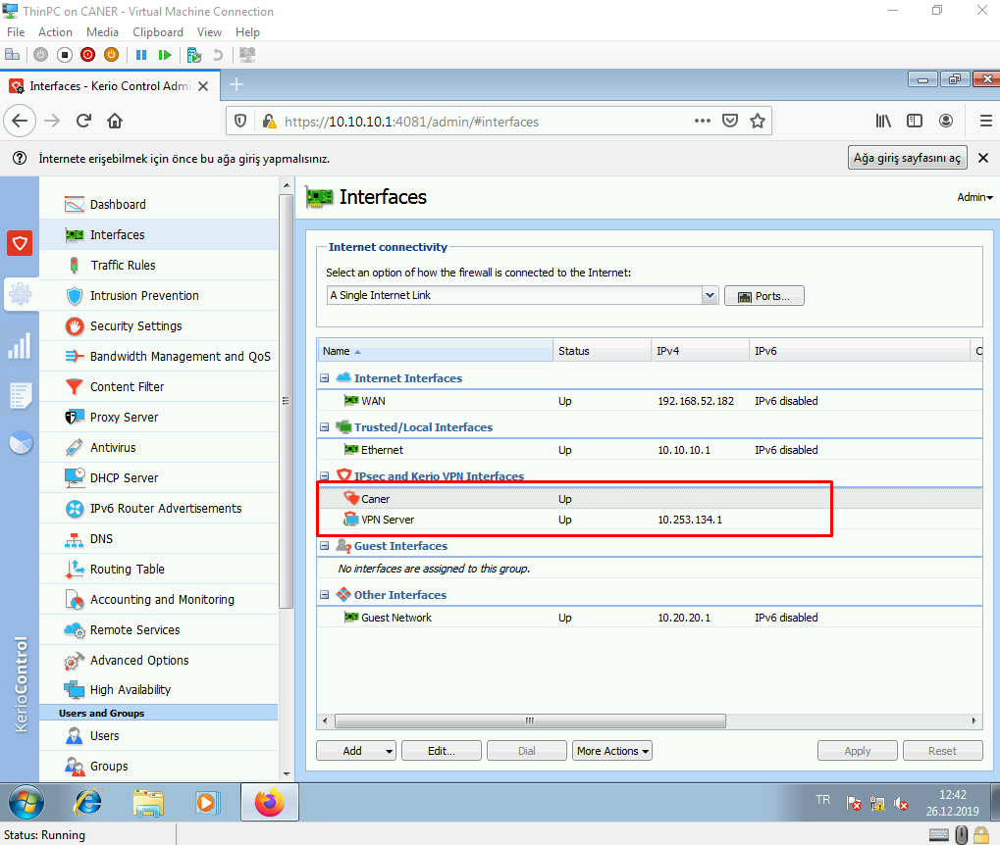 ThinPC on CANER - Virtual Machine Connection
File Action Media Clipboard View Help
Interfaces - Kerio Control Admi
https://10.10.10.1:4081/admin/#interfaces
İnternete erişebilmek için önce bu ağa giriş yapmalısınız.
Ağa giriş sayfasını aç
Dashboard
Interfaces
Traffic Rules
Intrusion Prevention
Security Settings
Bandwidth Management and QoS
Content Filter
Proxy Server
Antivirus
DHCP Server
IPv6 Router Advertisements
DNS
Routing Table
Accounting and Monitoring
Remote Services
Advanced Options
High Availability
Users and Groups
Users
Groups
KerioControl
Interfaces
Admin
Internet connectivity
Select an option of how the firewall is connected to the Internet:
A Single Internet Link
Ports...
Name Status IPv4 IPv6 C
Internet Interfaces
WAN Up 192.168.52.182 IPv6 disabled
Trusted/Local Interfaces
Ethernet Up 10.10.10.1 IPv6 disabled
IPsec and Kerio VPN Interfaces
Caner Up
VPN Server Up 10.253.134.1
Guest Interfaces
No interfaces are assigned to this group.
Other Interfaces
Guest Network Up 10.20.20.1 IPv6 disabled
Add Edit... Dial More Actions Apply Reset
TR
12:42
26.12.2019
Status: Running